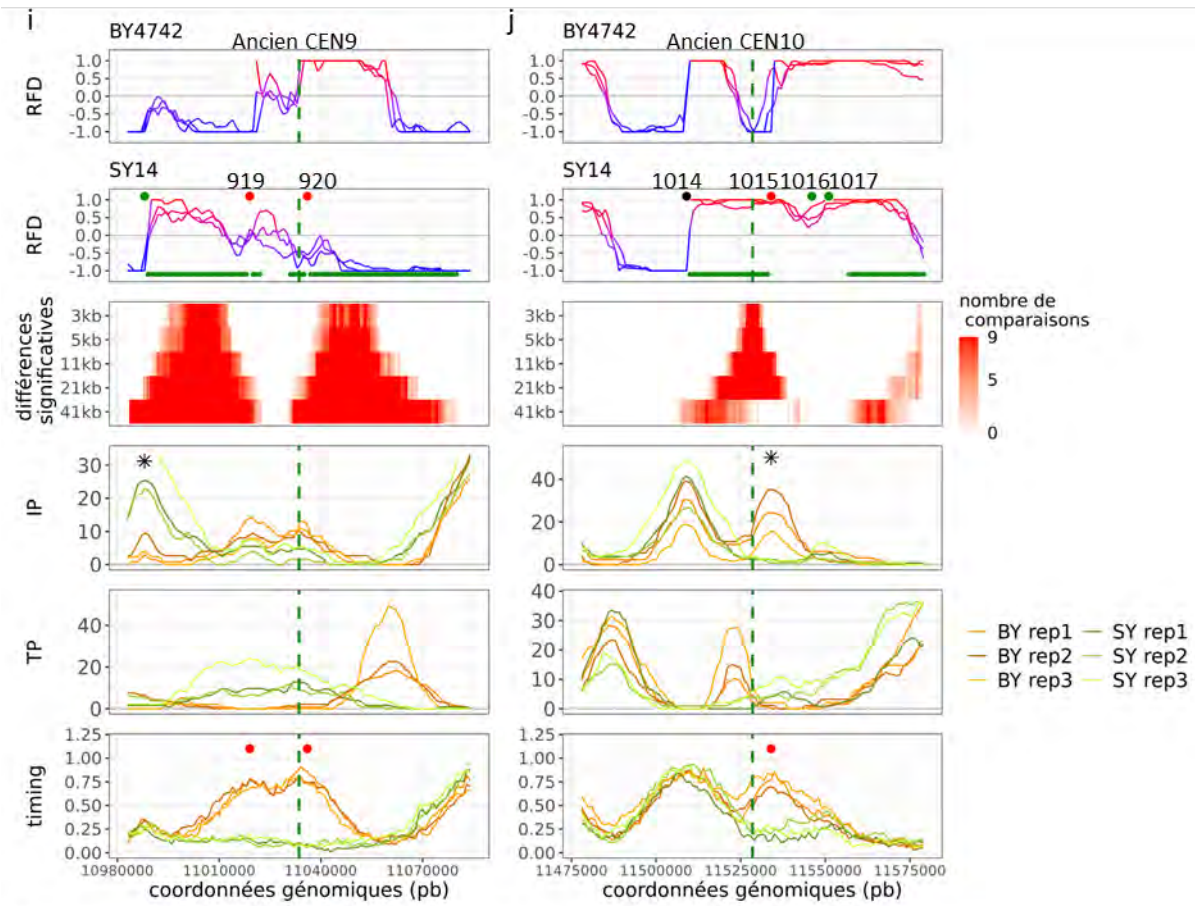 i
BY4742
Ancien CEN9
RFD
1.0
0.5
0.0
-0.5
-1.0
SY14
919 920
RFD
1.0
0.5
0.0
-0.5
-1.0
différences
significatives
3kb
5kb
11kb
21kb
41kb
IP
30
20
10
0
*
TP
40
20
0
timing
1.25
1.00
0.75
0.50
0.25
0.00
10980000 11010000 11040000 11070000
coordonnées génomiques (pb)
j
BY4742
Ancien CEN10
RFD
1.0
0.5
0.0
-0.5
-1.0
SY14
1014 1015 1016 1017
RFD
1.0
0.5
0.0
-0.5
-1.0
3kb
5kb
11kb
21kb
41kb
nombre de
comparaisons
9
5
0
40
20
0
*
40
30
20
10
0
BY rep1 SY rep1
BY rep2 SY rep2
BY rep3 SY rep3
1.25
1.00
0.75
0.50
0.25
0.00
11475000 11500000 11525000 11550000 11575000
coordonnées génomiques (pb)